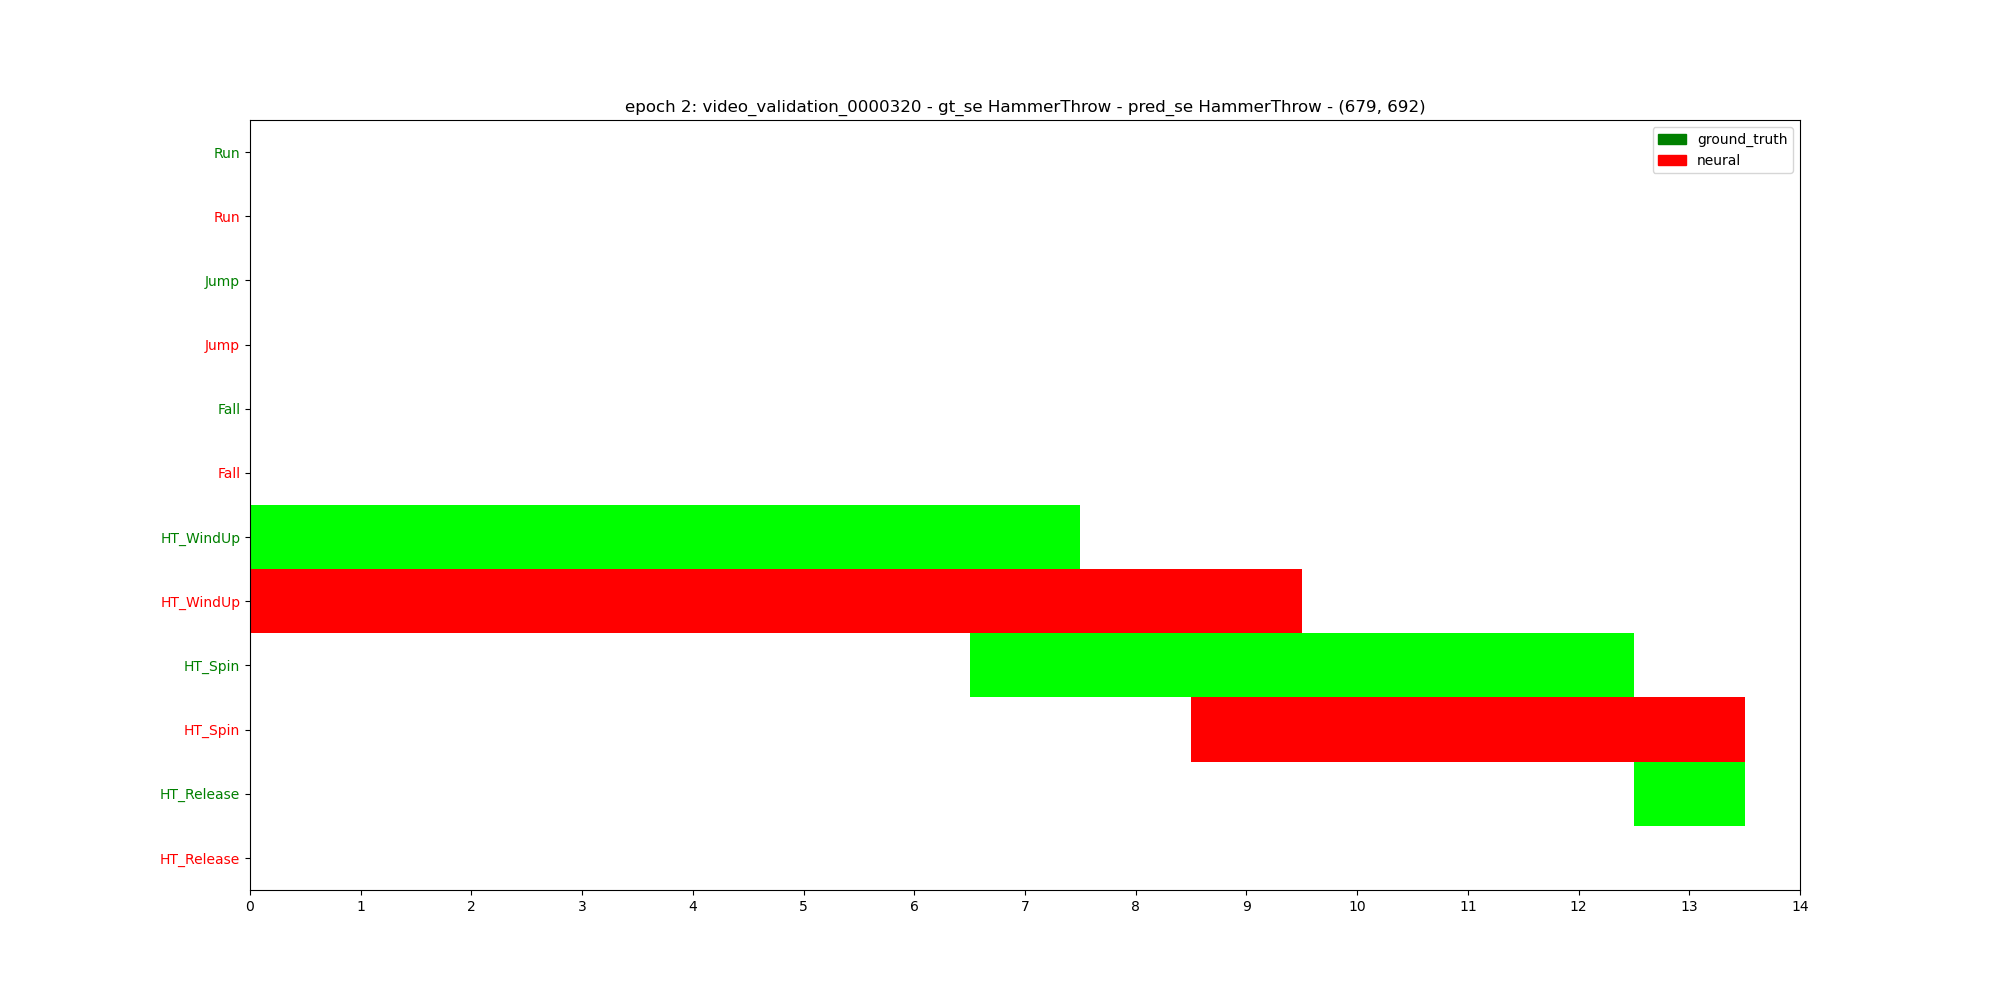 epoch 2: video_validation_0000320 - gt_se HammerThrow - pred_se HammerThrow - (679, 692)
ground_truth
neural
Run
Run
Jump
Jump
Fall
Fall
HT_WindUp
HT_WindUp
HT_Spin
HT_Spin
HT_Release
HT_Release
0 1 2 3 4 5 6 7 8 9 10 11 12 13 14